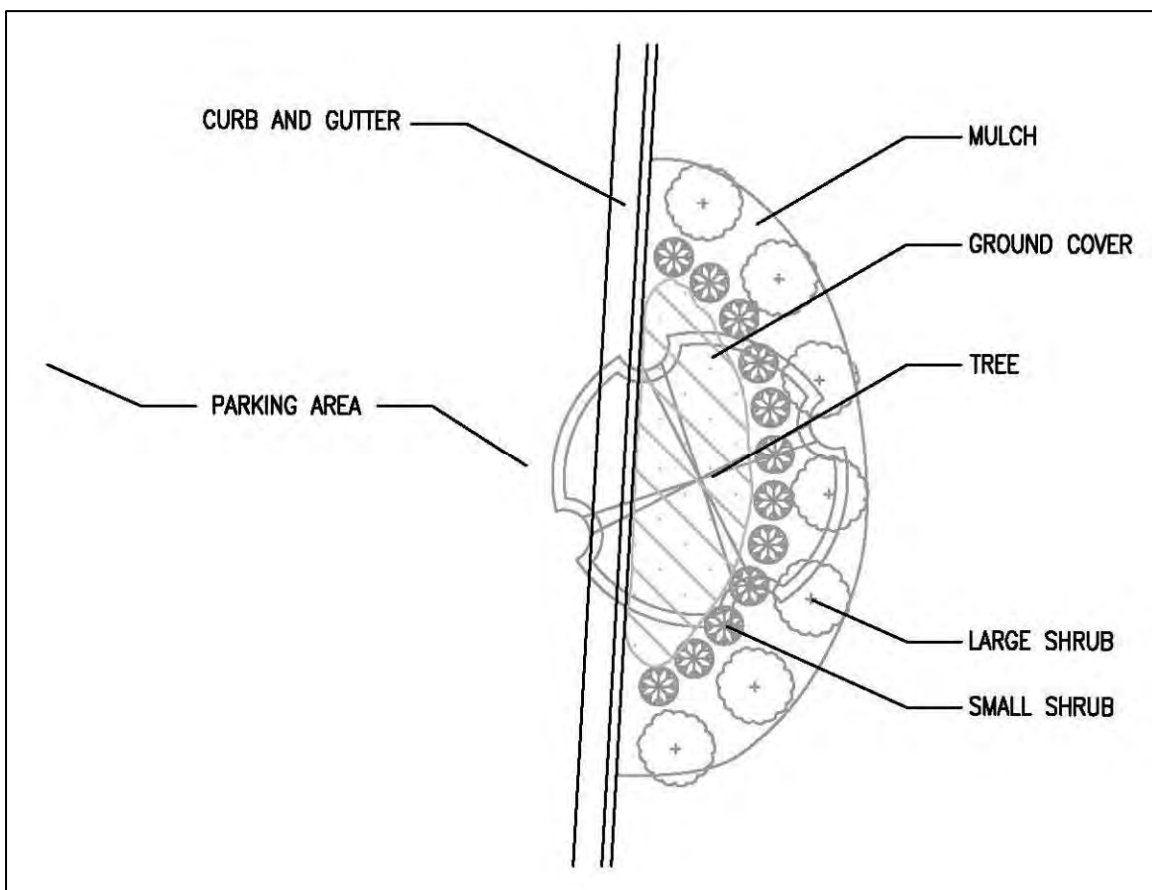 CURB AND GUTTER
MULCH
GROUND COVER
TREE
PARKING AREA
LARGE SHRUB
SMALL SHRUB